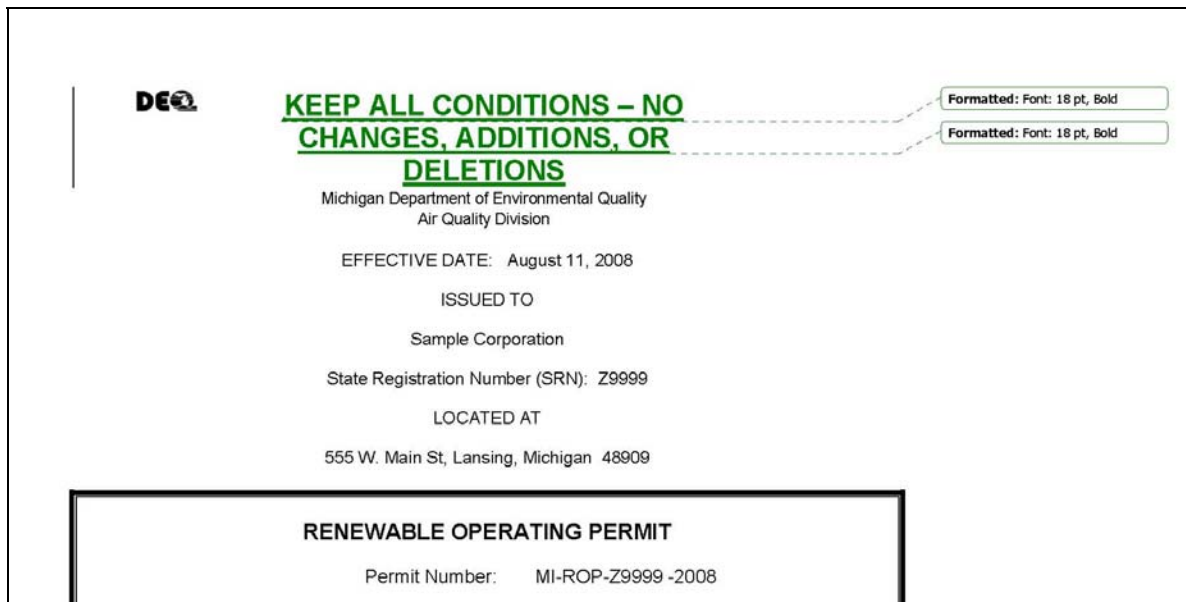 DEQ
KEEP ALL CONDITIONS – NO
CHANGES, ADDITIONS, OR
DELETIONS
Formatted: Font: 18 pt, Bold
Formatted: Font: 18 pt, Bold
Michigan Department of Environmental Quality
Air Quality Division
EFFECTIVE DATE: August 11, 2008
ISSUED TO
Sample Corporation
State Registration Number (SRN): Z9999
LOCATED AT
555 W. Main St, Lansing, Michigan 48909
RENEWABLE OPERATING PERMIT
Permit Number: MI-ROP-Z9999 -2008